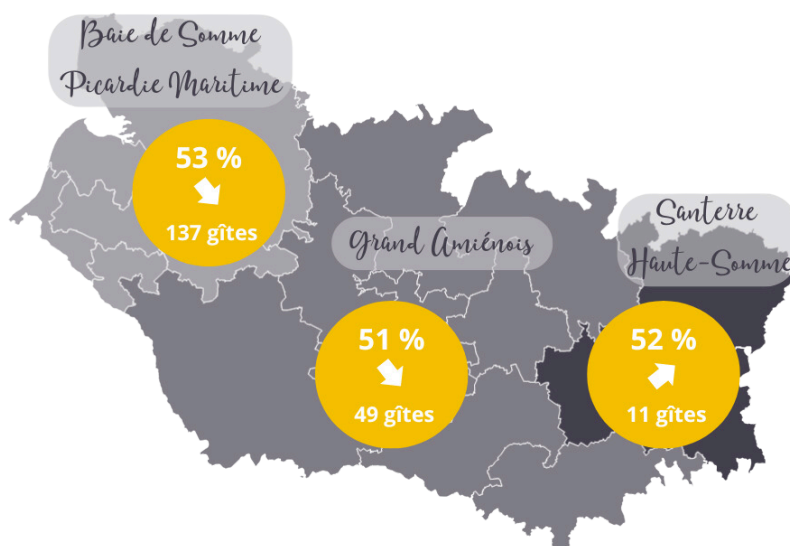 Baie de Somme
Picardie Maritime
53 %
137 gîtes
Grand Amiénois
51 %
49 gîtes
Santerre
Haute-Somme
52 %
11 gîtes